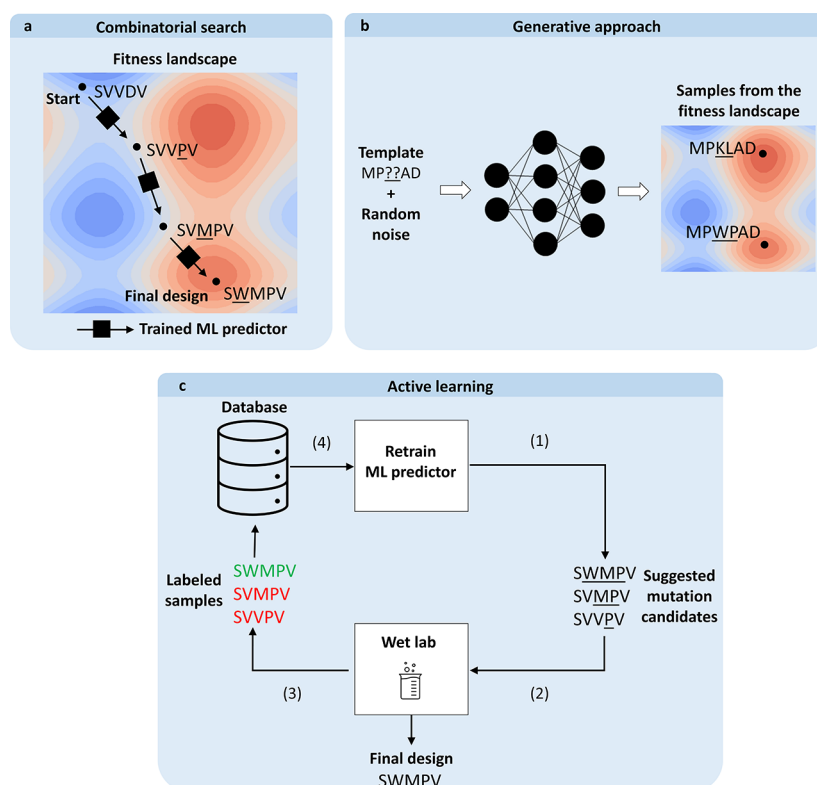 a
Combinatorial search
Fitness landscape
Start
SVVDV
SVVPV
SVMPV
Final design
SWMPV
Trained ML predictor
b
Generative approach
Template
MP??AD
+
Random
noise
Samples from the
fitness landscape
MPKLAD
MPWPAD
c
Active learning
Database
(4)
Retrain
ML predictor
(1)
Labeled
samples
SWMPV
SVMPV
SVVPV
SWMPV
SVMPV
SVVPV
Suggested
mutation
candidates
Wet lab
(3)
(2)
Final design
SWMPV